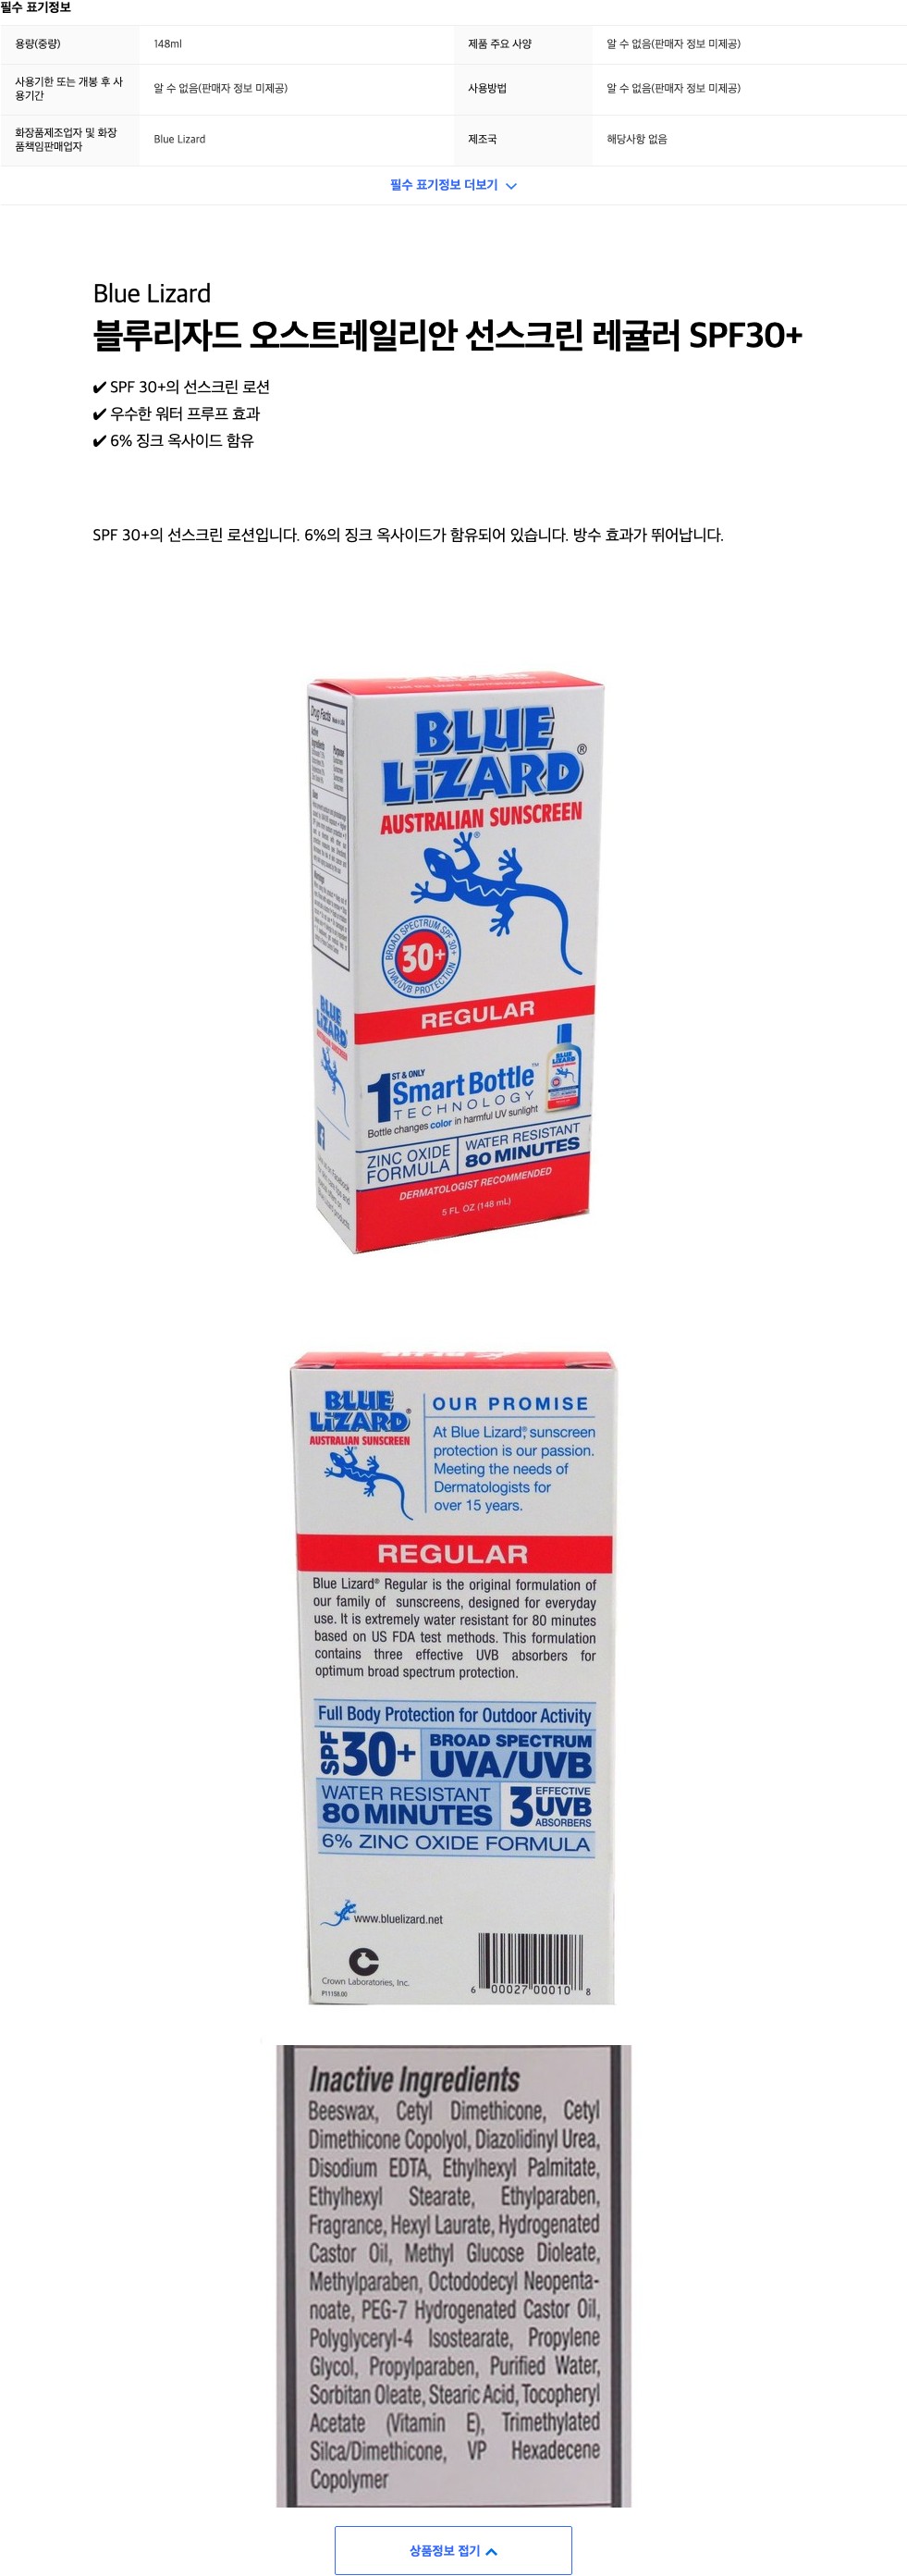 필수 표기정보
용량(중량) 148ml 제품 주요 사양 알 수 없음(판매자 정보 미제공)
사용기한 또는 개봉 후 사
용기간 알 수 없음(판매자 정보 미제공) 사용방법 알 수 없음(판매자 정보 미제공)
화장품제조업자 및 화장
품책임판매업자 Blue Lizard 제조국 해당사항 없음
필수 표기정보 더보기
Blue Lizard
블루리자드 오스트레일리안 선스크린 레귤러 SPF30+
✔ SPF 30+의 선스크린 로션
✔ 우수한 워터 프루프 효과
✔ 6% 징크 옥사이드 함유
SPF 30+의 선스크린 로션입니다. 6%의 징크 옥사이드가 함유되어 있습니다. 방수 효과가 뛰어납니다.
Drug Facts
Active
Ingredients Purpose
BLUE
LiZARD®
AUSTRALIAN SUNSCREEN
BROAD SPECTRUM SPF 30+
30+
UVA/UVB PROTECTION
REGULAR
BLUE
LiZARD
1 ST & ONLY
Smart Bottle™
TECHNOLOGY
Bottle changes color in harmful UV sunlight
BLUE
LIZARD
ZINC OXIDE
FORMULA
WATER RESISTANT
80 MINUTES
DERMATOLOGIST RECOMMENDED
5 FL OZ (148 mL)
BLUE
LiZARD®
AUSTRALIAN SUNSCREEN
OUR PROMISE
At Blue Lizard®, sunscreen
protection is our passion.
Meeting the needs of
Dermatologists for
over 15 years.
REGULAR
Blue Lizard® Regular is the original formulation of
our family of sunscreens, designed for everyday
use. It is extremely water resistant for 80 minutes
based on US FDA test methods. This formulation
contains three effective UVB absorbers for
optimum broad spectrum protection.
Full Body Protection for Outdoor Activity
SPF 30+
BROAD SPECTRUM
UVA/UVB
WATER RESISTANT
80 MINUTES
3 EFFECTIVE
UVB
ABSORBERS
6% ZINC OXIDE FORMULA
www.bluelizard.net
Crown Laboratories, Inc.
P11158.00
6 00027 00010 8
Inactive Ingredients
Beeswax, Cetyl Dimethicone, Cetyl
Dimethicone Copolyol, Diazolidinyl Urea,
Disodium EDTA, Ethylhexyl Palmitate,
Ethylhexyl Stearate, Ethylparaben,
Fragrance, Hexyl Laurate, Hydrogenated
Castor Oil, Methyl Glucose Dioleate,
Methylparaben, Octododecyl Neopenta-
noate, PEG-7 Hydrogenated Castor Oil,
Polyglyceryl-4 Isostearate, Propylene
Glycol, Propylparaben, Purified Water,
Sorbitan Oleate, Stearic Acid, Tocopheryl
Acetate (Vitamin E), Trimethylated
Silca/Dimethicone, VP Hexadecene
Copolymer
상품정보 접기